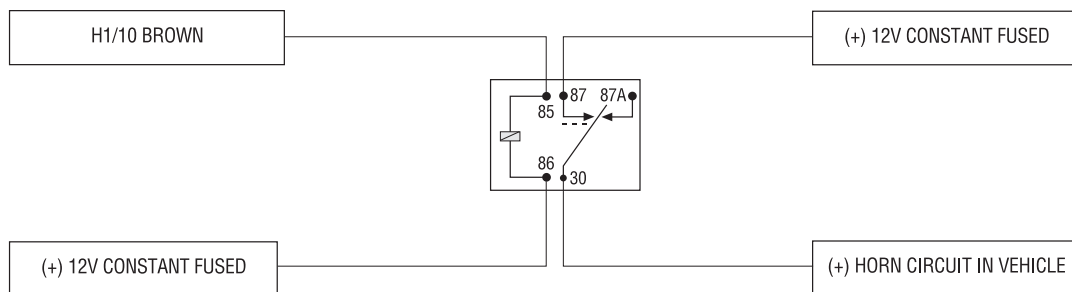 H1/10 BROWN
(+) 12V CONSTANT FUSED
87 87A
85
86
30
(+) 12V CONSTANT FUSED
(+) HORN CIRCUIT IN VEHICLE